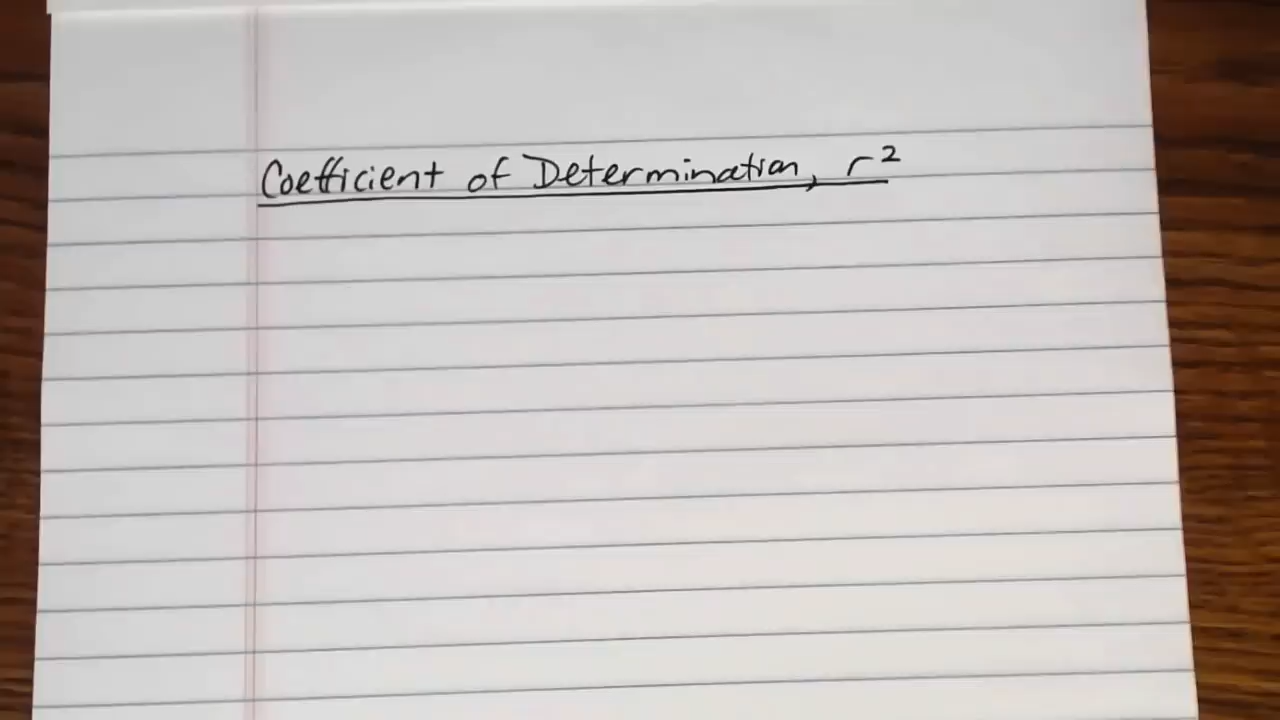 Coefficient of Determination, r²